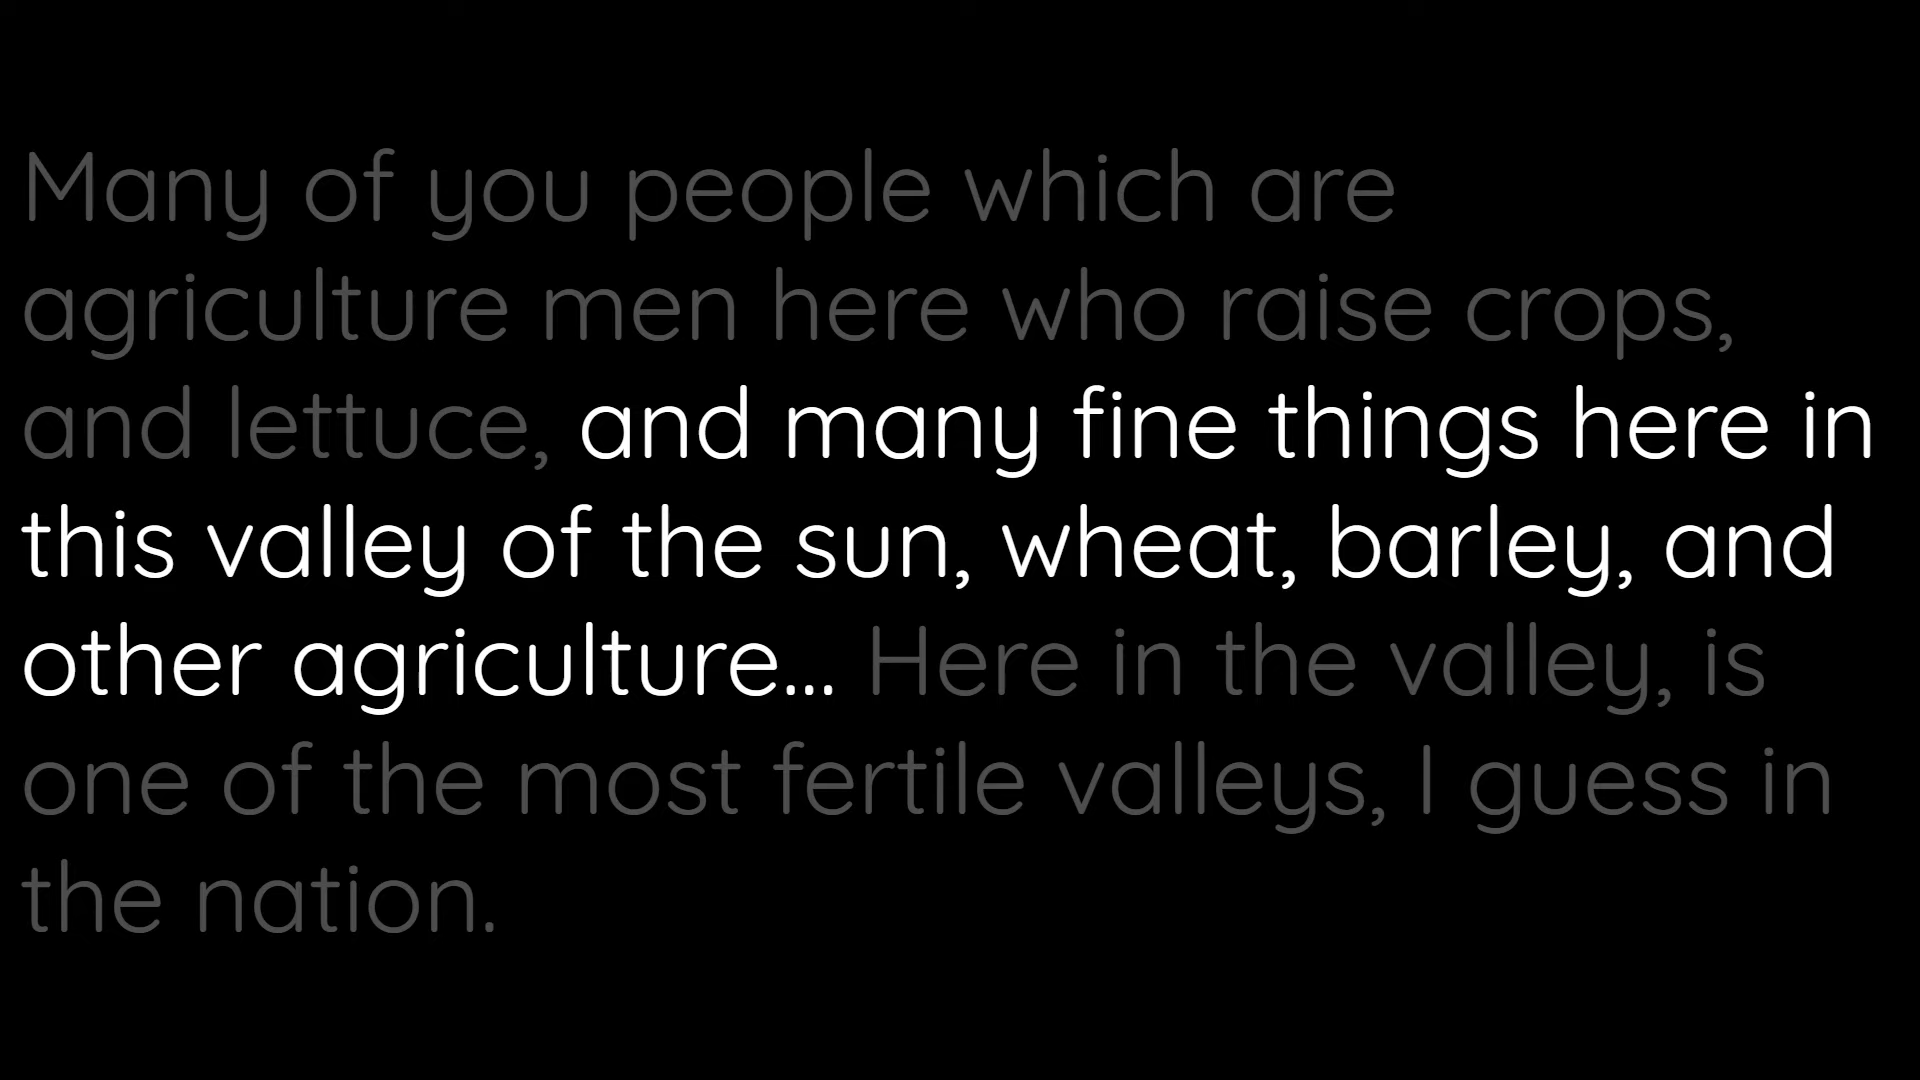 Many of you people which are
agriculture men here who raise crops,
and lettuce, and many fine things here in
this valley of the sun, wheat, barley, and
other agriculture... Here in the valley, is
one of the most fertile valleys, I guess in
the nation.